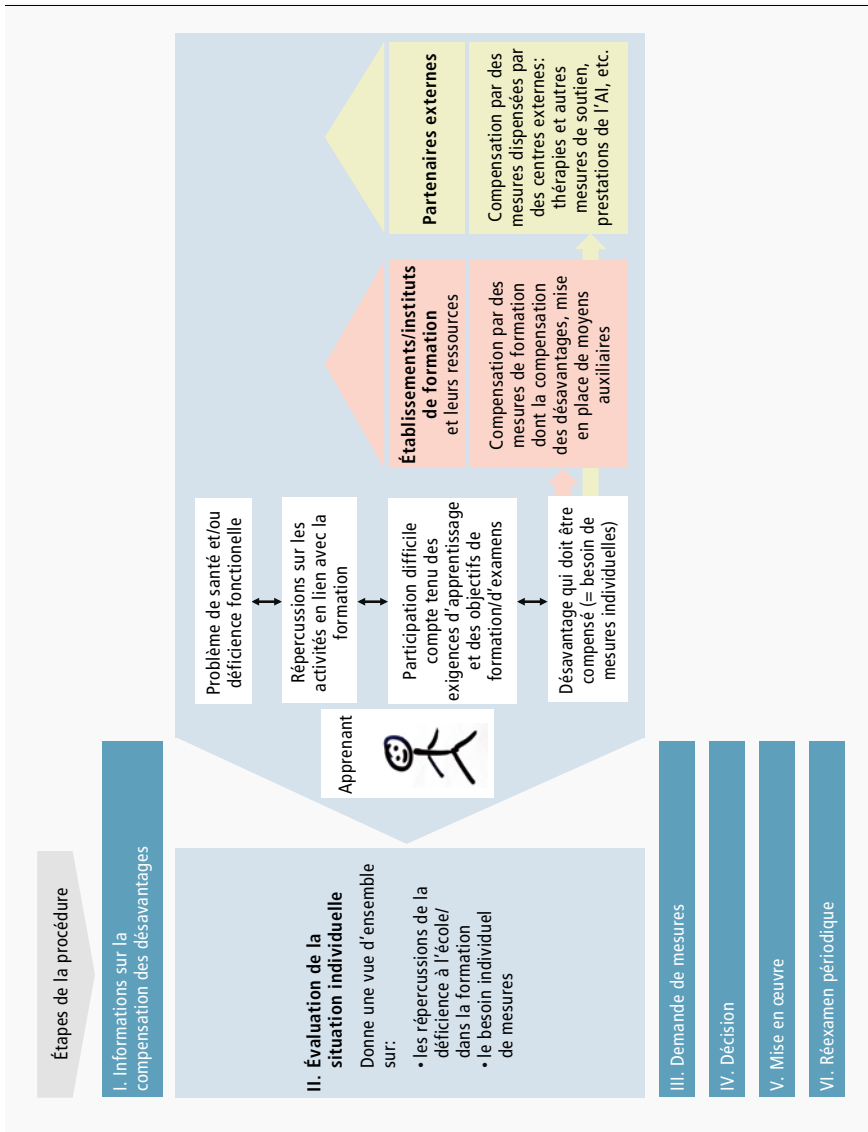 Étapes de la procédure
I. Informations sur la
compensation des désavantages
II. Évaluation de la
situation individuelle
Donne une vue d’ensemble
sur:
• les répercussions de la
déficience à l’école/
dans la formation
• le besoin individuel
de mesures
Apprenant
Problème de santé et/ou
déficience fonctionelle
Répercussions sur les
activités en lien avec la
formation
Participation difficile
compte tenu des
exigences d’apprentissage
et des objectifs de
formation/d’examens
Désavantage qui doit être
compensé (= besoin de
mesures individuelles)
Établissements/instituts
de formation
et leurs ressources
Compensation par des
mesures de formation
dont la compensation
des désavantages, mise
en place de moyens
auxiliaires
Partenaires externes
Compensation par des
mesures dispensées par
des centres externes:
thérapies et autres
mesures de soutien,
prestations de l’AI, etc.
III. Demande de mesures
IV. Décision
V. Mise en œuvre
VI. Réexamen périodique